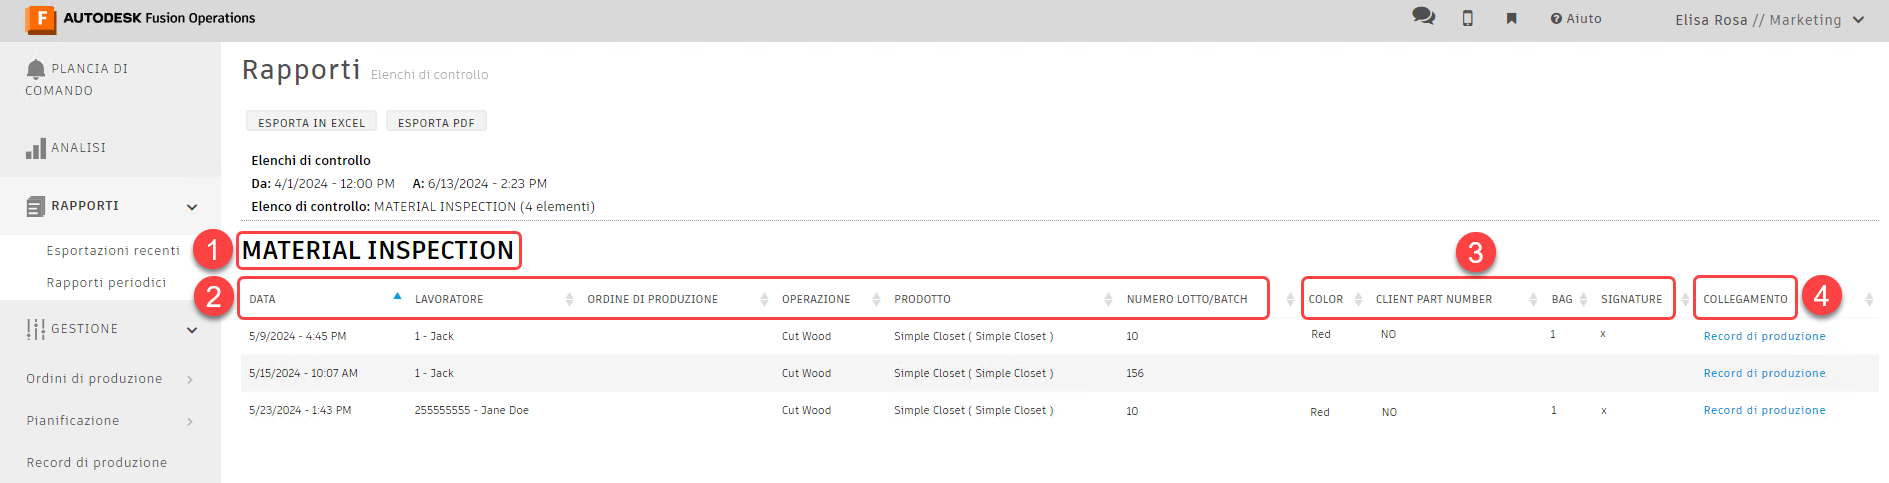 AUTODESK Fusion Operations
Aiuto
Elisa Rosa // Marketing
PLANCIA DI
COMANDO
ANALISI
RAPPORTI
Esportazioni recenti
Rapporti periodici
GESTIONE
Ordini di produzione
Pianificazione
Record di produzione
Rapporti Elenchi di controllo
ESPORTA IN EXCEL ESPORTA PDF
Elenchi di controllo
Da: 4/1/2024 - 12:00 PM A: 6/13/2024 - 2:23 PM
Elenco di controllo: MATERIAL INSPECTION (4 elementi)
1 MATERIAL INSPECTION
3
2 DATA LAVORATORE ORDINE DI PRODUZIONE OPERAZIONE PRODOTTO NUMERO LOTTO/BATCH COLOR CLIENT PART NUMBER BAG SIGNATURE COLLEGAMENTO 4
5/9/2024 - 4:45 PM 1 - Jack Cut Wood Simple Closet ( Simple Closet ) 10 Red NO 1 x Record di produzione
5/15/2024 - 10:07 AM 1 - Jack Cut Wood Simple Closet ( Simple Closet ) 156 Record di produzione
5/23/2024 - 1:43 PM 255555555 - Jane Doe Cut Wood Simple Closet ( Simple Closet ) 10 Red NO 1 x Record di produzione